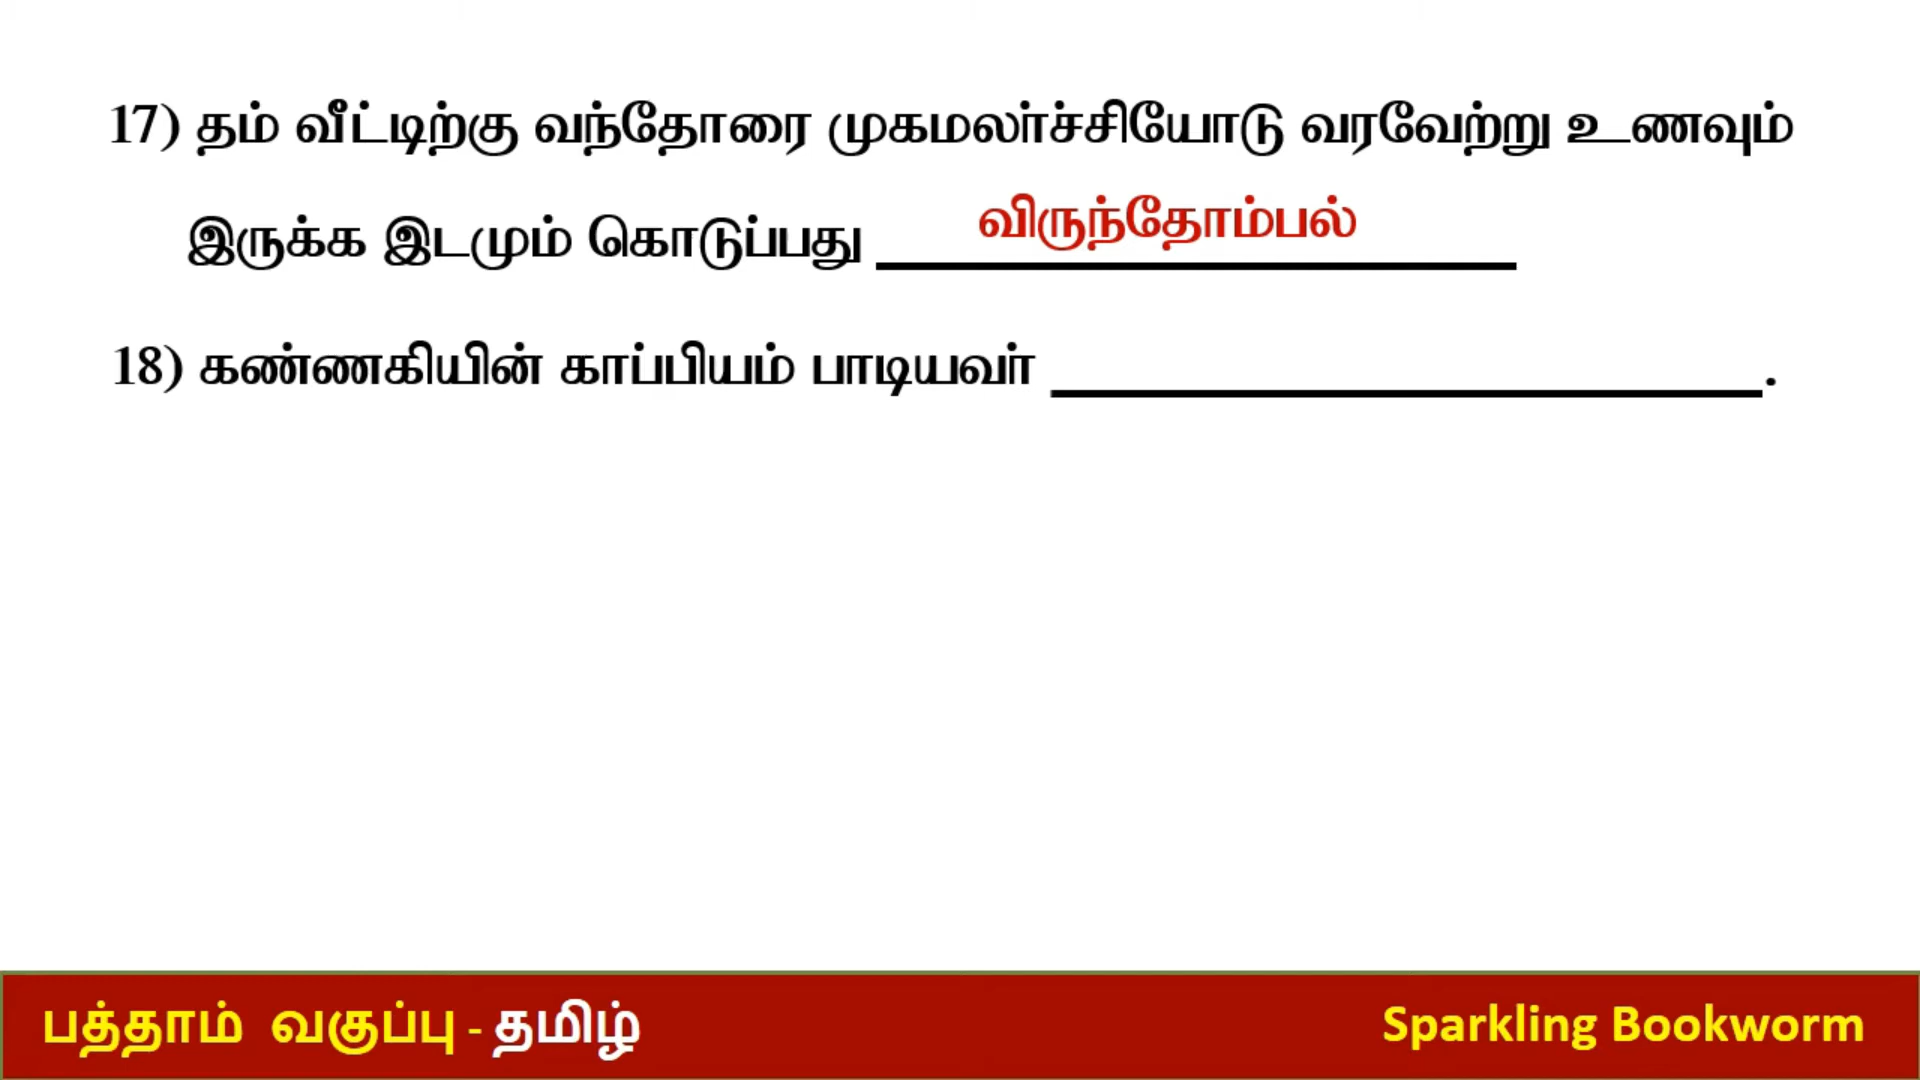 17) தம் வீட்டிற்கு வந்தோரை முகமலர்ச்சியோடு வரவேற்று உணவும்
இருக்க இடமும் கொடுப்பது விருந்தோம்பல்
18) கண்ணகியின் காப்பியம் பாடியவர் ____________________.
பத்தாம் வகுப்பு - தமிழ்
Sparkling Bookworm